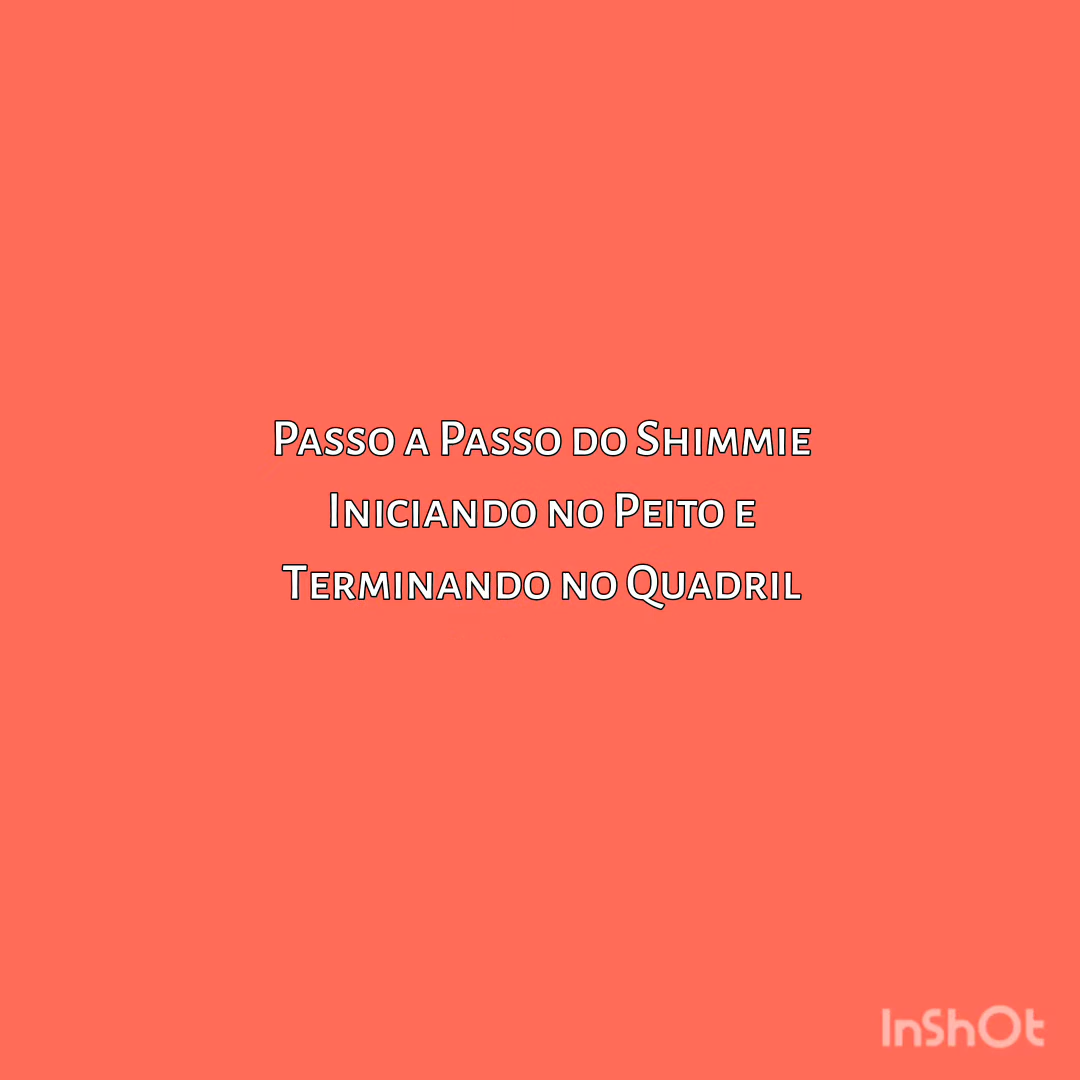 Passo a Passo do Shimmie
Iniciando no Peito e
Terminando no Quadril
InShOt